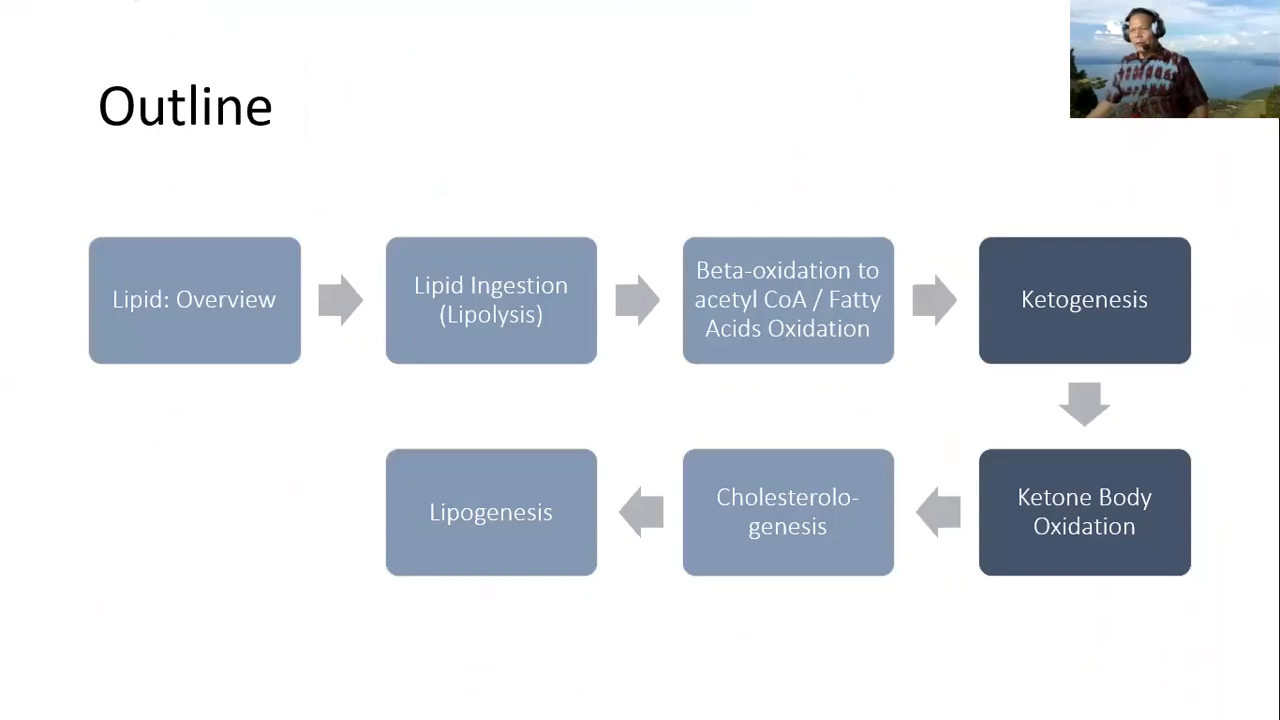 Outline
Lipid: Overview
Lipid Ingestion
(Lipolysis)
Beta-oxidation to
acetyl CoA / Fatty
Acids Oxidation
Ketogenesis
Ketone Body
Oxidation
Cholesterolo-
genesis
Lipogenesis